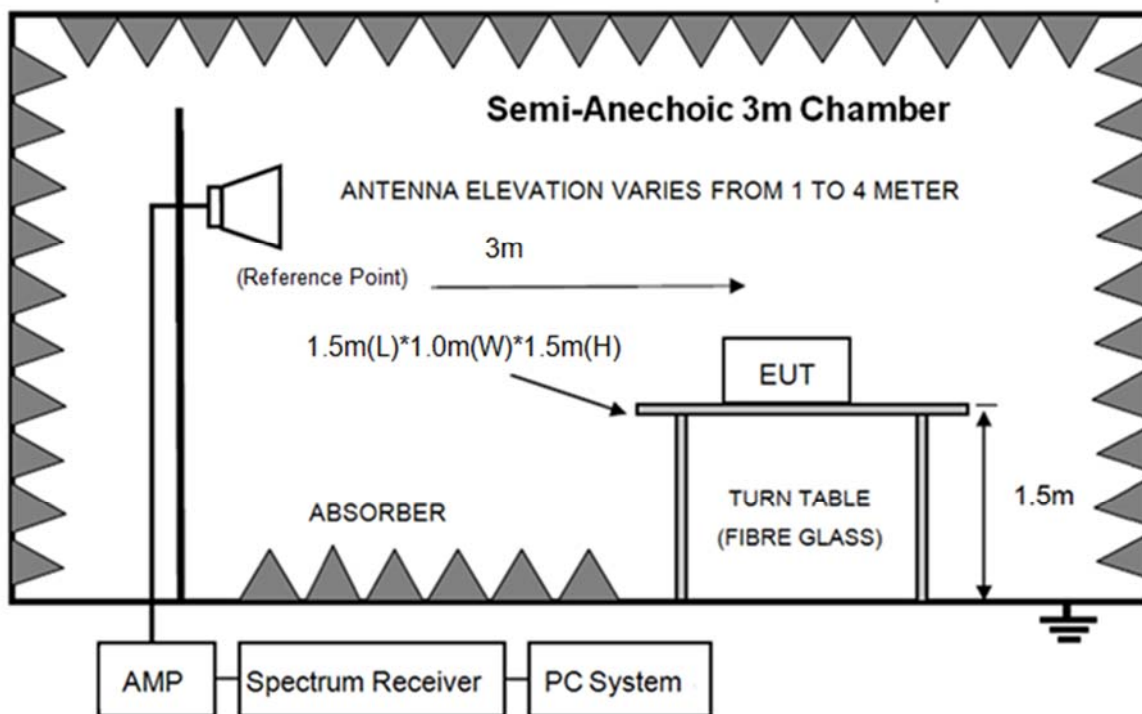 Semi-Anechoic 3m Chamber
ANTENNA ELEVATION VARIES FROM 1 TO 4 METER
3m
(Reference Point)
1.5m(L)*1.0m(W)*1.5m(H)
EUT
ABSORBER
TURN TABLE
(FIBRE GLASS)
1.5m
AMP
Spectrum Receiver
PC System